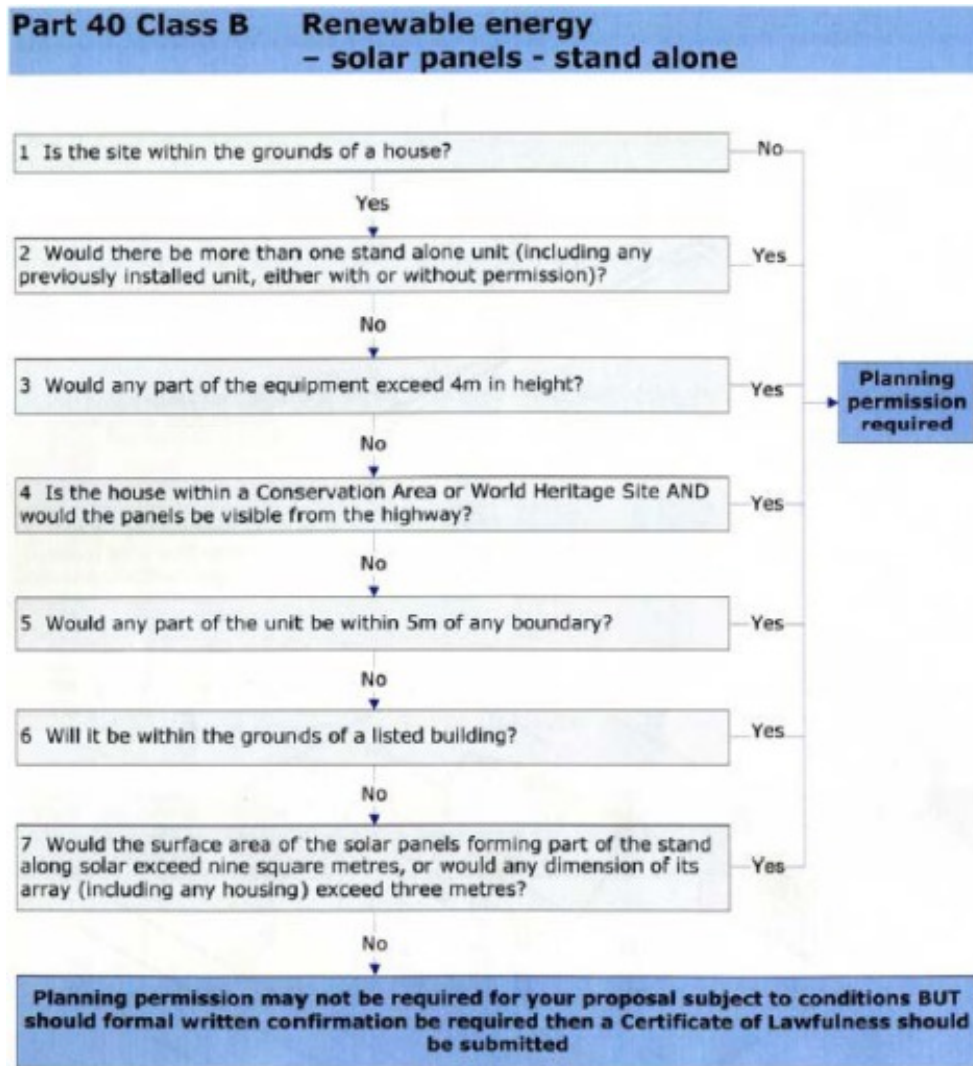 Part 40 Class B Renewable energy
– solar panels - stand alone
1 Is the site within the grounds of a house?
No
Yes
2 Would there be more than one stand alone unit (including any
previously installed unit, either with or without permission)?
Yes
No
3 Would any part of the equipment exceed 4m in height?
Yes
Planning
permission
required
No
4 Is the house within a Conservation Area or World Heritage Site AND
would the panels be visible from the highway?
Yes
No
5 Would any part of the unit be within 5m of any boundary?
Yes
No
6 Will it be within the grounds of a listed building?
Yes
No
7 Would the surface area of the solar panels forming part of the stand
along solar exceed nine square metres, or would any dimension of its
array (including any housing) exceed three metres?
Yes
No
Planning permission may not be required for your proposal subject to conditions BUT
should formal written confirmation be required then a Certificate of Lawfulness should
be submitted